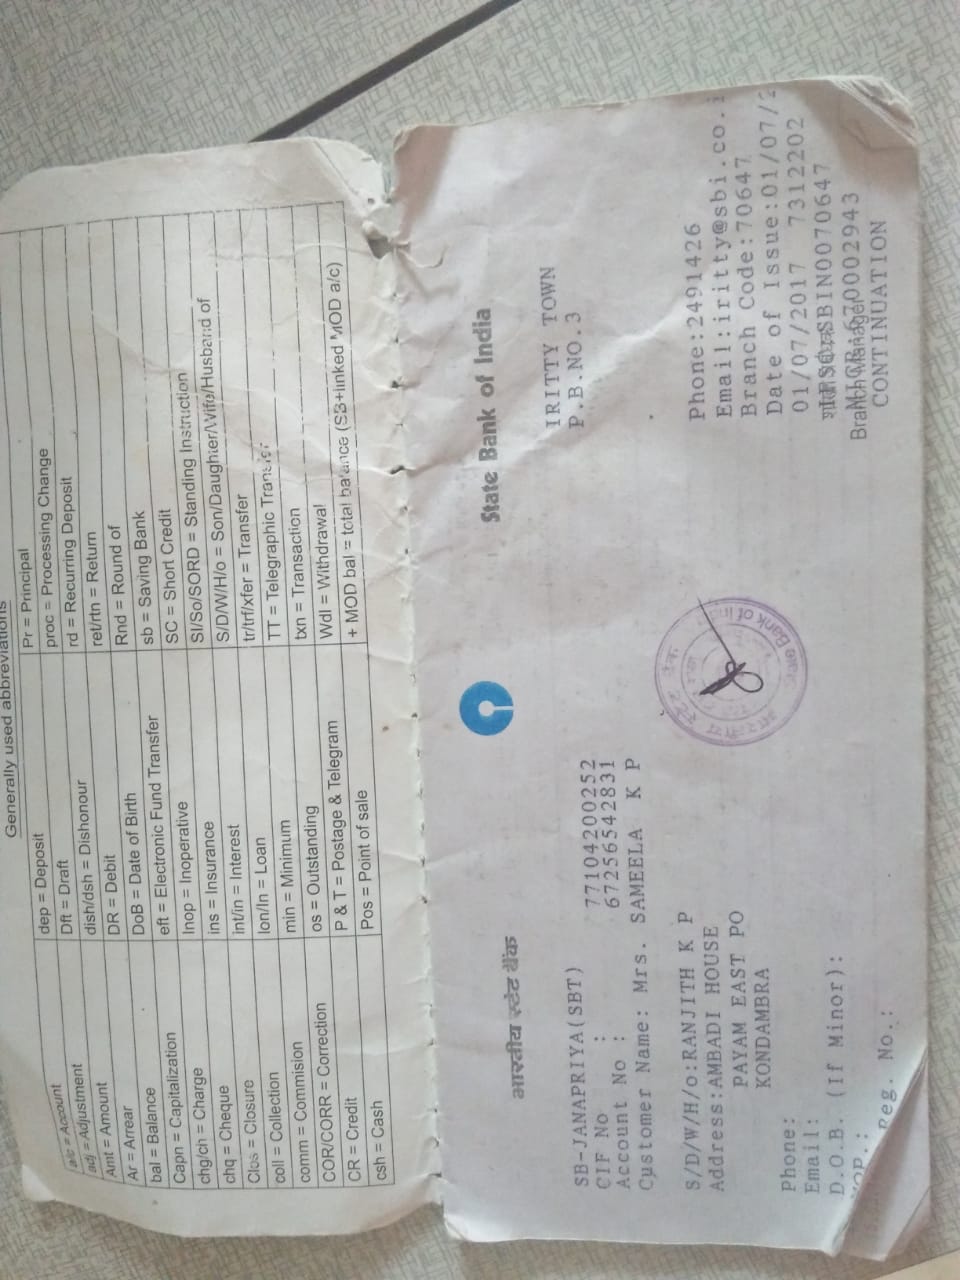 Generally used abbreviations
a/c = Account dep = Deposit Pr = Principal
adj = Adjustment Dft = Draft proc = Processing Change
Amt = Amount dish/dsh = Dishonour rd = Recurring Deposit
Ar = Arrear DR = Debit ret/rtn = Return
bal = Balance DoB = Date of Birth Rnd = Round of
Capn = Capitalization eft = Electronic Fund Transfer sb = Saving Bank
chg/ch = Charge Inop = Inoperative SC = Short Credit
chq = Cheque ins = Insurance SI/So/SORD = Standing Instruction
Clos = Closure int/in = Interest S/D/W/H/o = Son/Daughter/Wife/Husband of
coll = Collection lon/ln = Loan tr/trf/xfer = Transfer
comm = Commision min = Minimum TT = Telegraphic Transfer
COR/CORR = Correction os = Outstanding txn = Transaction
CR = Credit P & T = Postage & Telegram Wdl = Withdrawal
csh = Cash Pos = Point of sale + MOD bal = total balance (SB+linked MOD a/c)
भारतीय स्टेट बैंक State Bank of India
IRITTY TOWN
P.B.NO.3
SB-JANAPRIYA(SBT)
CIF No : 77104200252
Account No : 67256542831
Customer Name: Mrs. SAMEELA K P
S/D/W/H/o:RANJITH K P
Address:AMBADI HOUSE
PAYAM EAST PO
KONDAMBRA
Phone:
Email:
D.O.B. (If Minor):
MOP.:
Reg. No.:
Phone:2491426
Email:iritty@sbi.co.i
Branch Code:70647
Date of Issue:01/07/2
01/07/2017 7312202
IFSC:SBIN0070647
MICR:670002943
Branch Manager
CONTINUATION
भारतीय स्टेट बैंक
State Bank of India